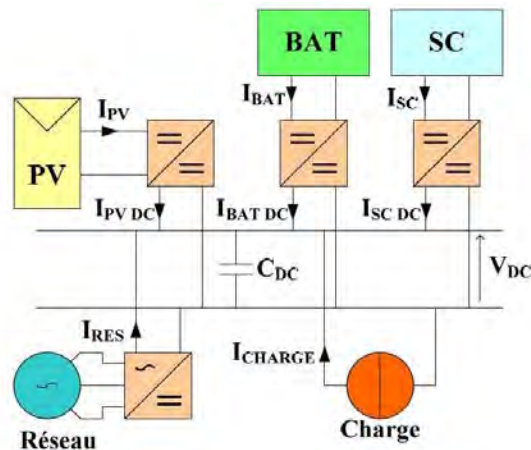 BAT
SC
I_BAT
I_SC
I_PV
PV
I_PV DC
I_BAT DC
I_SC DC
C_DC
V_DC
I_RES
I_CHARGE
Réseau
Charge